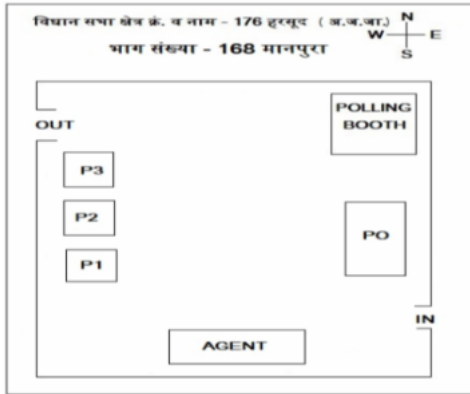 विधान सभा क्षेत्र क्रं. व नाम - 176 हरसूद ( अ.ज.जा.)
भाग संख्या - 168 मानपुरा
N
W E
S
POLLING
BOOTH
OUT
P3
P2
PO
P1
IN
AGENT